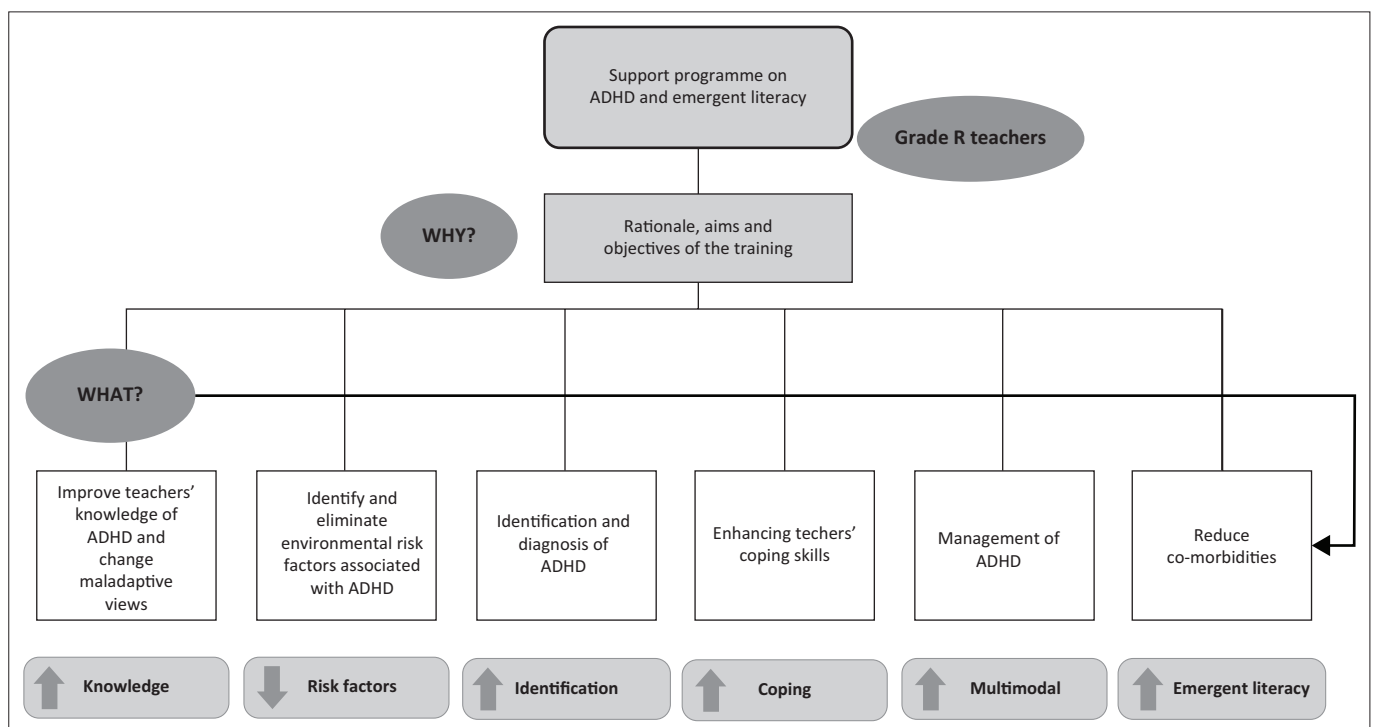 Support programme on
ADHD and emergent literacy
Grade R teachers
WHY?
Rationale, aims and
objectives of the training
WHAT?
Improve teachers’
knowledge of
ADHD and
change
maladaptive
views
Identify and
eliminate
environmental risk
factors associated
with ADHD
Identification and
diagnosis of
ADHD
Enhancing techers’
coping skills
Management of
ADHD
Reduce
co-morbidities
Knowledge
Risk factors
Identification
Coping
Multimodal
Emergent literacy